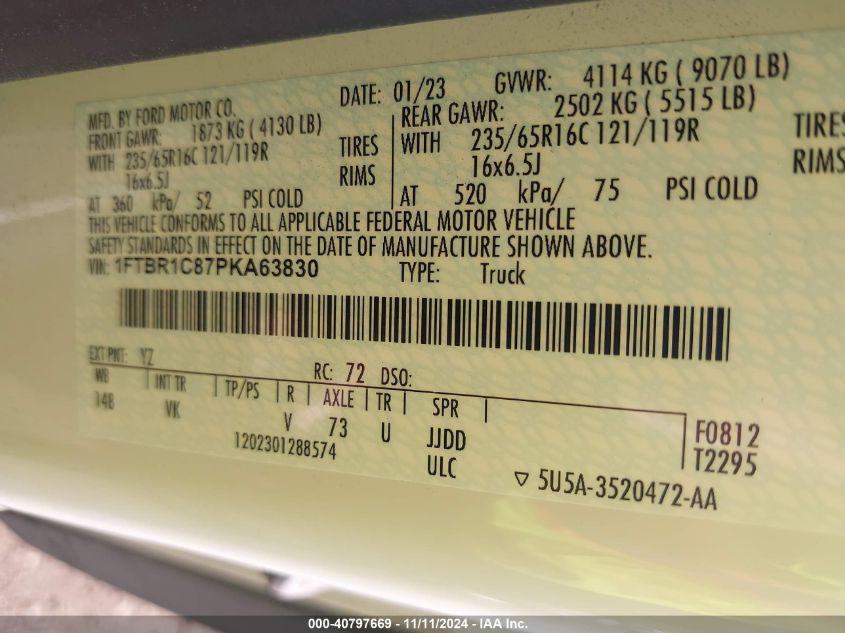 MFD. BY FORD MOTOR CO. DATE: 01/23 GVWR: 4114 KG ( 9070 LB)
FRONT GAWR: 1873 KG ( 4130 LB) REAR GAWR: 2502 KG ( 5515 LB)
WITH 235/65R16C 121/119R TIRES WITH 235/65R16C 121/119R TIRES
16x6.5J RIMS 16x6.5J RIMS
AT 360 kPa/ 52 PSI COLD AT 520 kPa/ 75 PSI COLD
THIS VEHICLE CONFORMS TO ALL APPLICABLE FEDERAL MOTOR VEHICLE
SAFETY STANDARDS IN EFFECT ON THE DATE OF MANUFACTURE SHOWN ABOVE.
VIN: 1FTBR1C87PKA63830 TYPE: Truck
EXT PNT: YZ RC: 72 DSO:
WB INT TR TP/PS R AXLE TR SPR
148 VK V 73 U JJDD F0812
1202301288574 ULC T2295
5U5A-3520472-AA
000-40797669 - 11/11/2024 - IAA Inc.